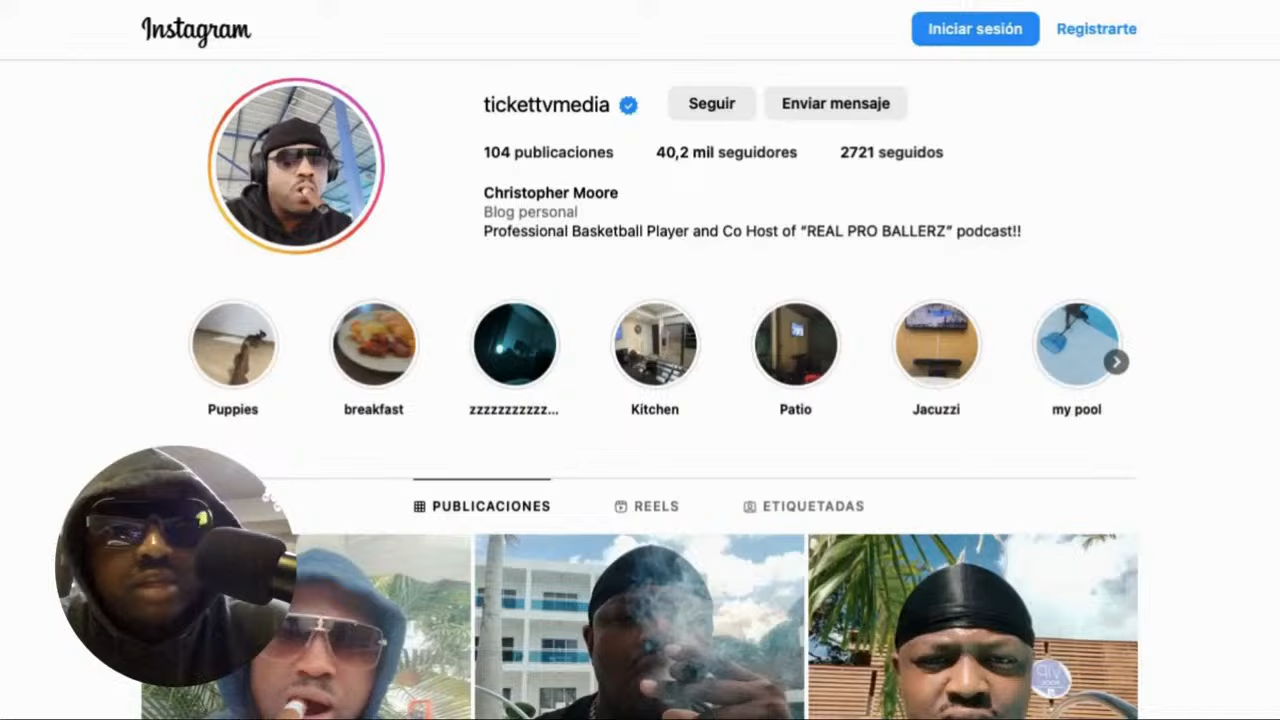 Instagram
Iniciar sesión
Registrarte
tickettvmedia
Seguir
Enviar mensaje
104 publicaciones
40,2 mil seguidores
2721 seguidos
Christopher Moore
Blog personal
Professional Basketball Player and Co Host of “REAL PRO BALLERZ” podcast!!
Puppies
breakfast
zzzzzzzzzzz...
Kitchen
Patio
Jacuzzi
my pool
PUBLICACIONES
REELS
ETIQUETADAS